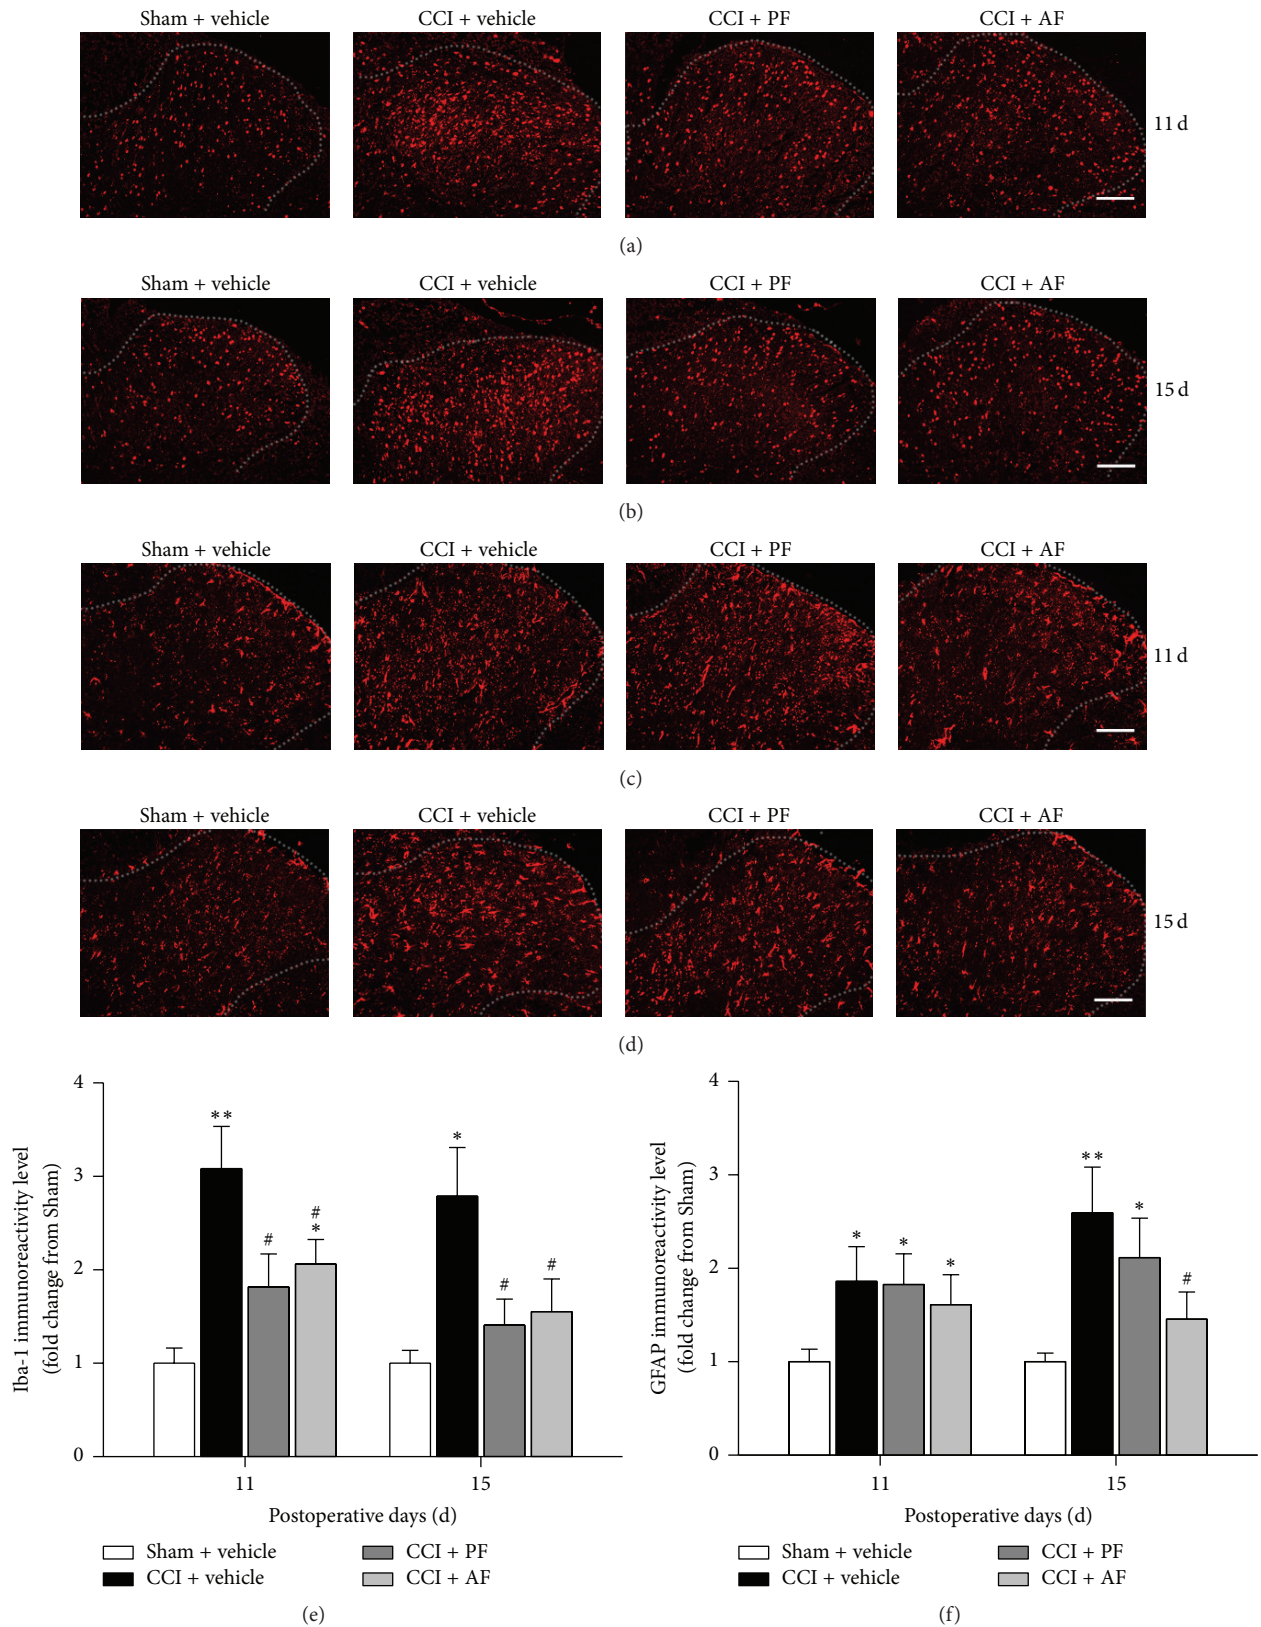 Sham + vehicle CCI + vehicle CCI + PF CCI + AF
11 d
(a)
Sham + vehicle CCI + vehicle CCI + PF CCI + AF
15 d
(b)
Sham + vehicle CCI + vehicle CCI + PF CCI + AF
11 d
(c)
Sham + vehicle CCI + vehicle CCI + PF CCI + AF
15 d
(d)
Iba-1 immunoreactivity level
(fold change from Sham)
4
3
2
1
0
**
#
#
*
*
#
#
11 15
Postoperative days (d)
Sham + vehicle CCI + PF
CCI + vehicle CCI + AF
(e)
GFAP immunoreactivity level
(fold change from Sham)
4
3
2
1
0
*
*
*
**
*
#
11 15
Postoperative days (d)
Sham + vehicle CCI + PF
CCI + vehicle CCI + AF
(f)